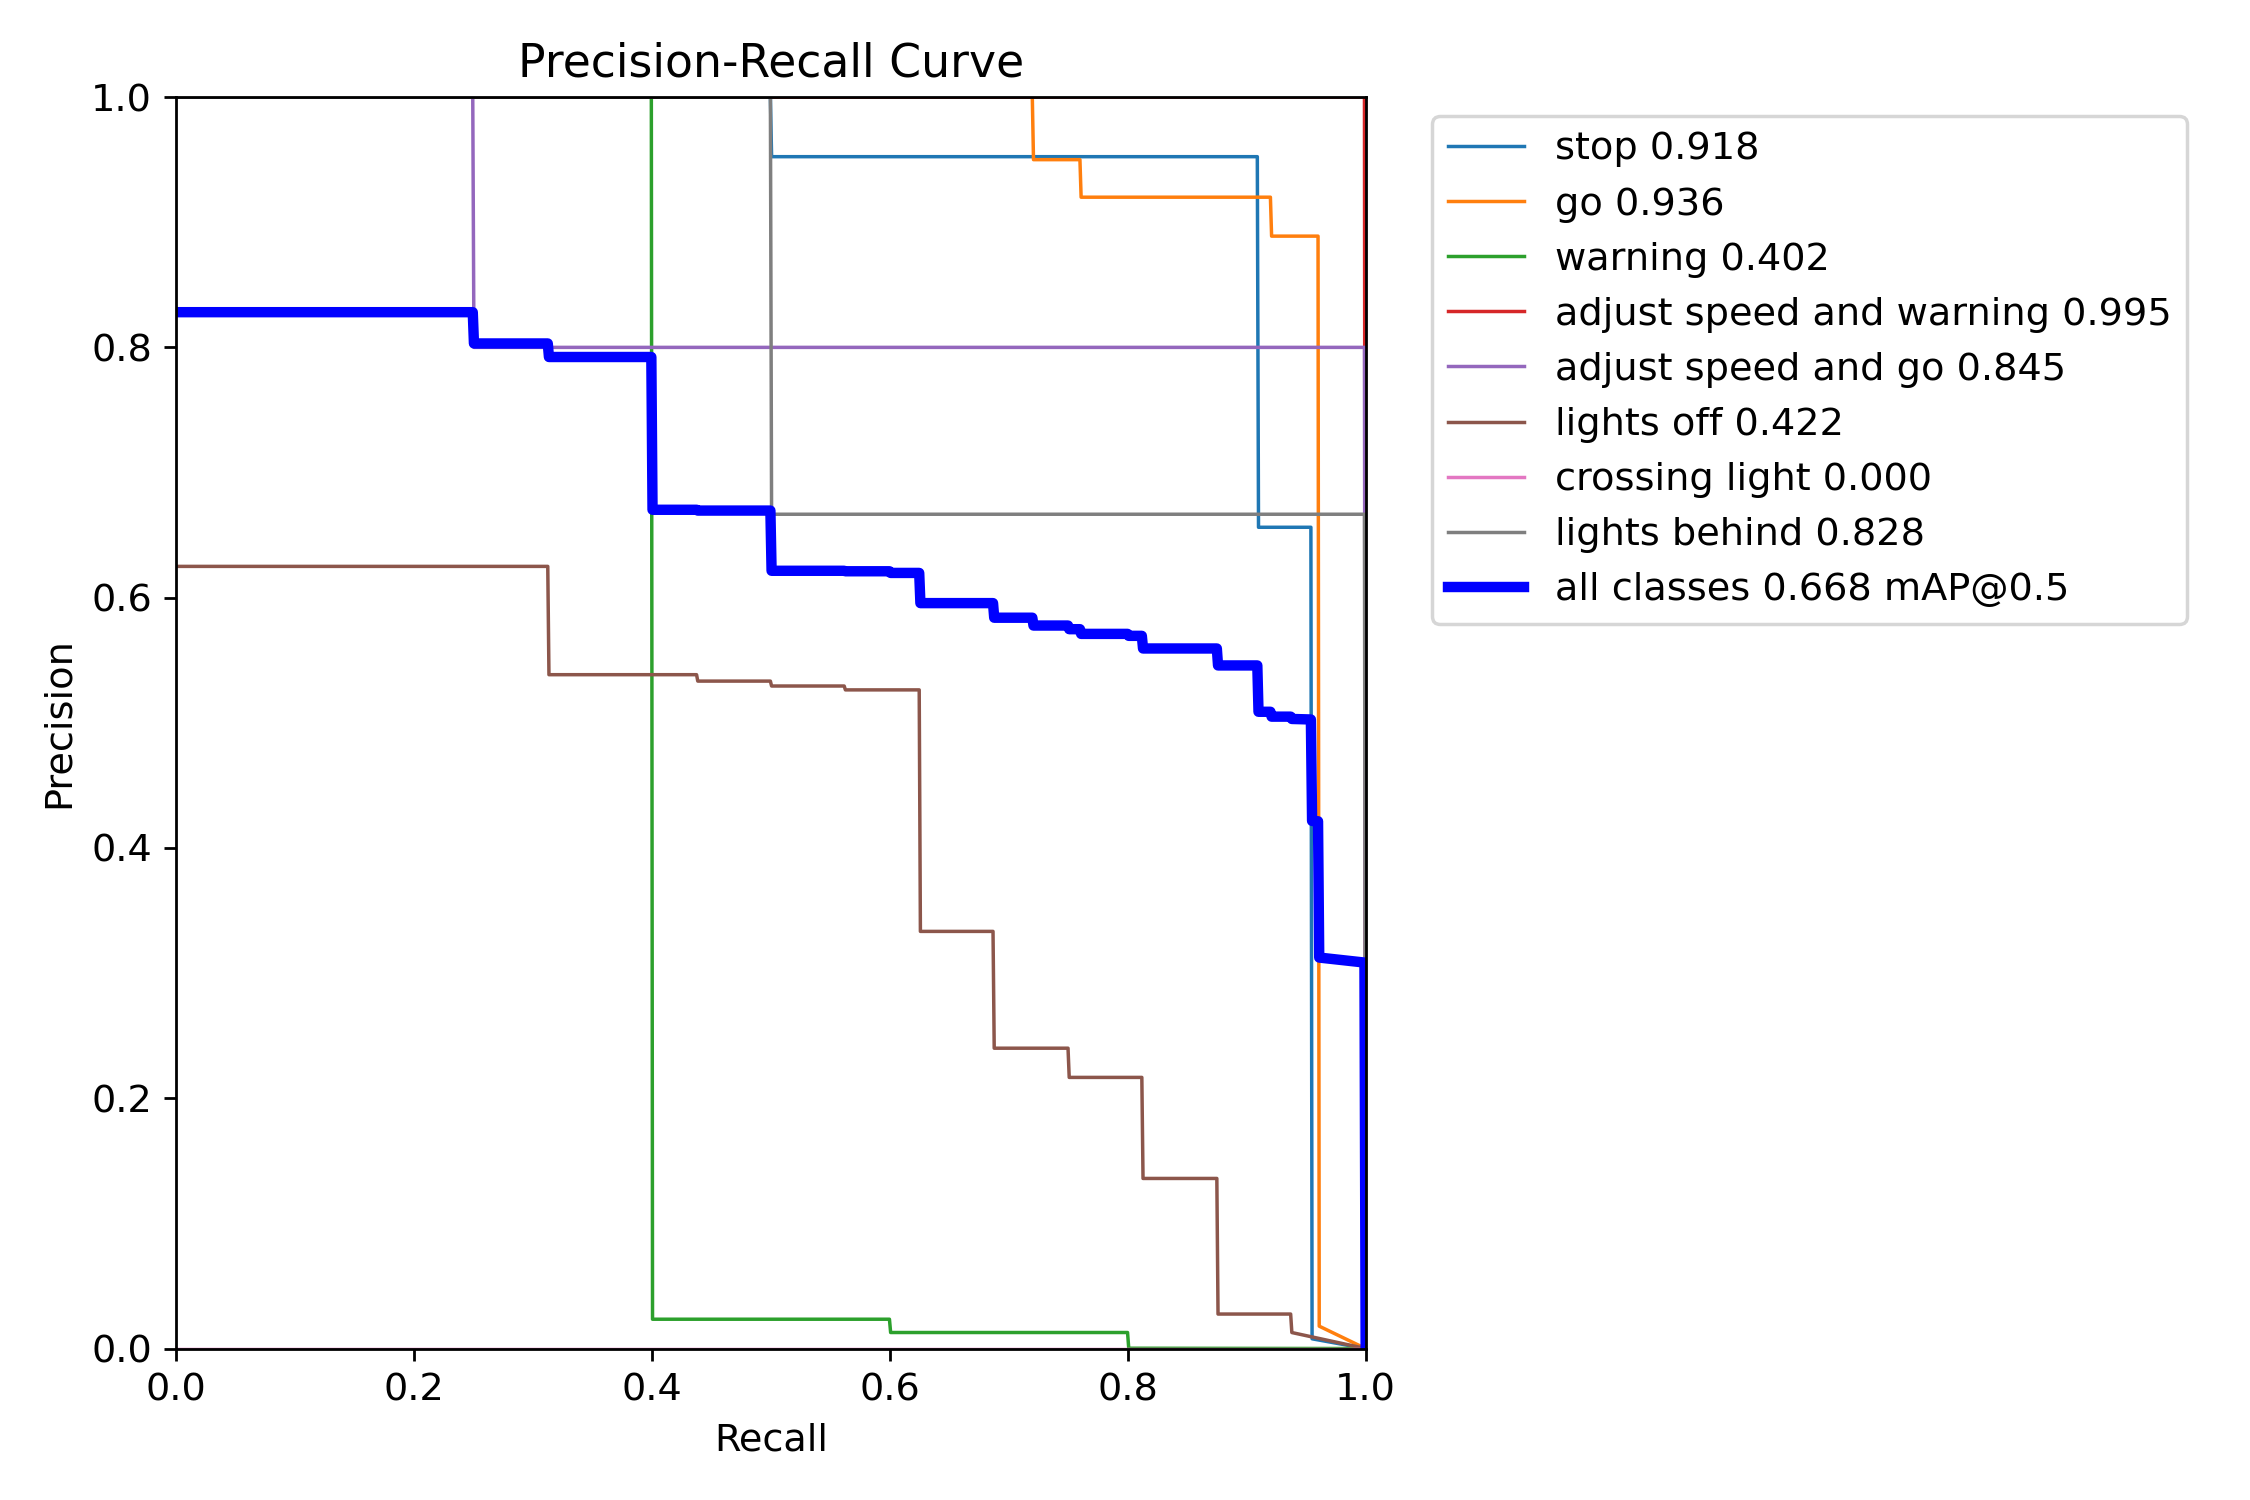 Precision-Recall Curve
1.0
0.8
0.6
0.4
0.2
0.0
Precision
0.0 0.2 0.4 0.6 0.8 1.0
Recall
stop 0.918
go 0.936
warning 0.402
adjust speed and warning 0.995
adjust speed and go 0.845
lights off 0.422
crossing light 0.000
lights behind 0.828
all classes 0.668 mAP@0.5